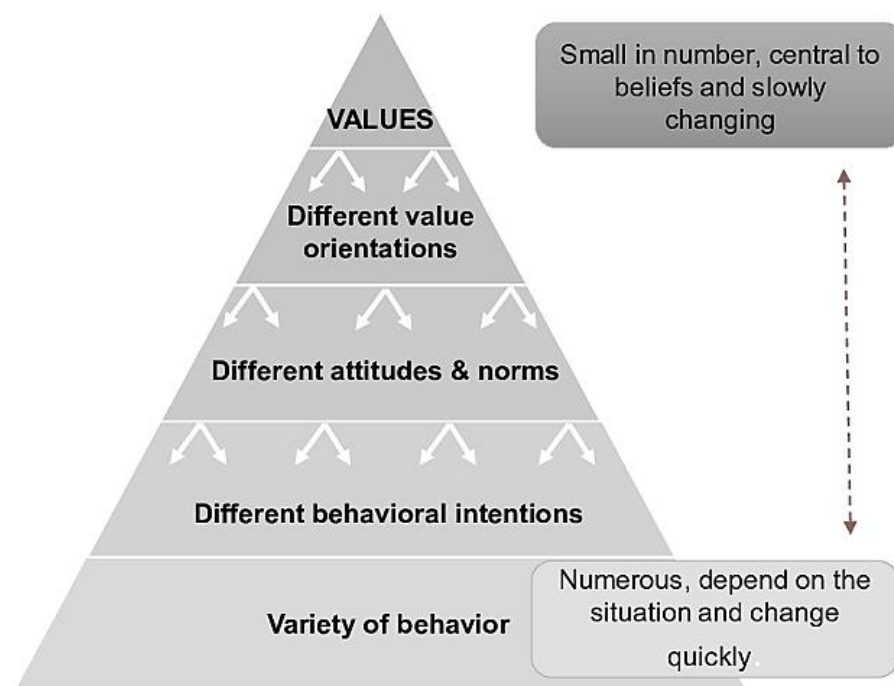 Small in number, central to
beliefs and slowly
changing
VALUES
Different value
orientations
Different attitudes & norms
Different behavioral intentions
Variety of behavior
Numerous, depend on the
situation and change
quickly.